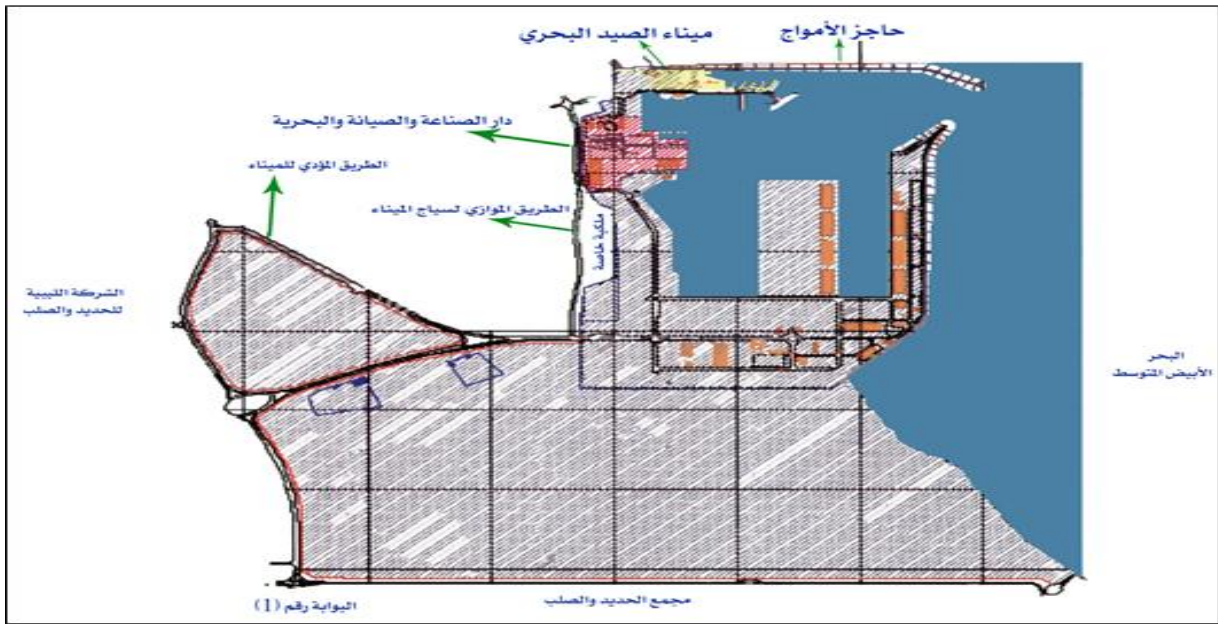 حاجز الأمواج
ميناء الصيد البحري
دار الصناعة والصيانة والبحرية
الطريق المؤدي للميناء
الطريق الموازي لسياج الميناء
ملكية خاصة
الشركة الليبية
للحديد والصلب
البحر
الأبيض المتوسط
مجمع الحديد والصلب
البوابة رقم (1)